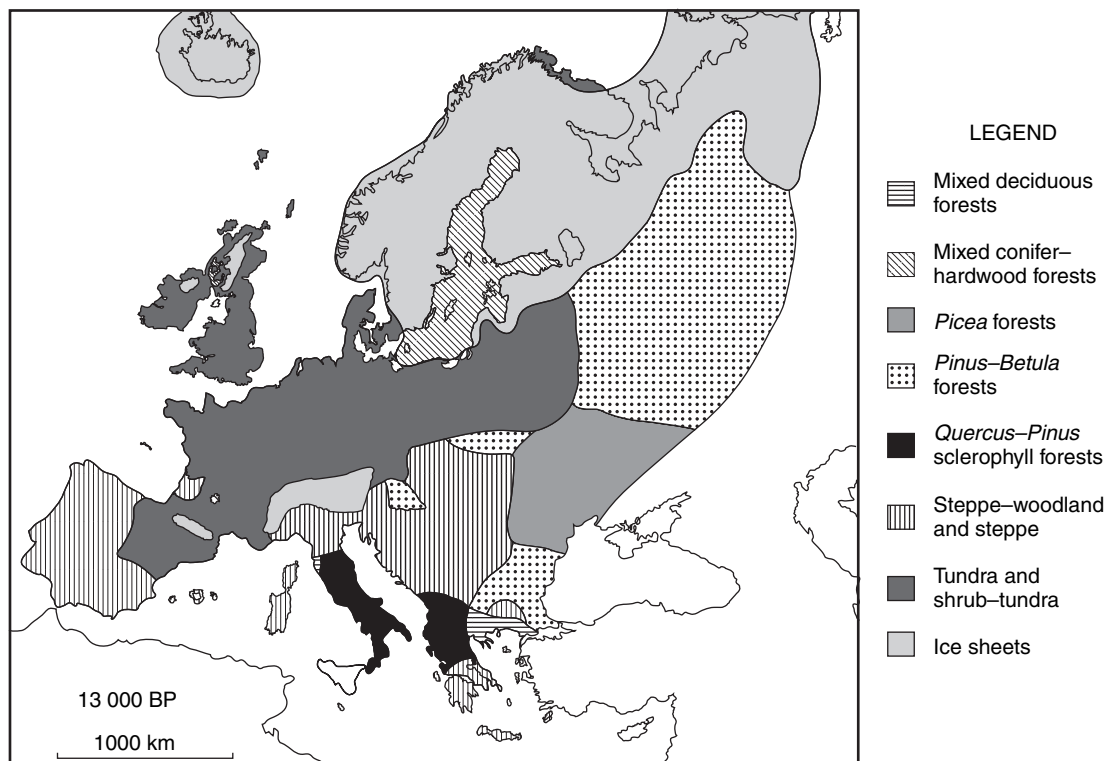 LEGEND
Mixed deciduous
forests
Mixed conifer–
hardwood forests
Picea forests
Pinus–Betula
forests
Quercus–Pinus
sclerophyll forests
Steppe–woodland
and steppe
Tundra and
shrub–tundra
Ice sheets
13 000 BP
1000 km